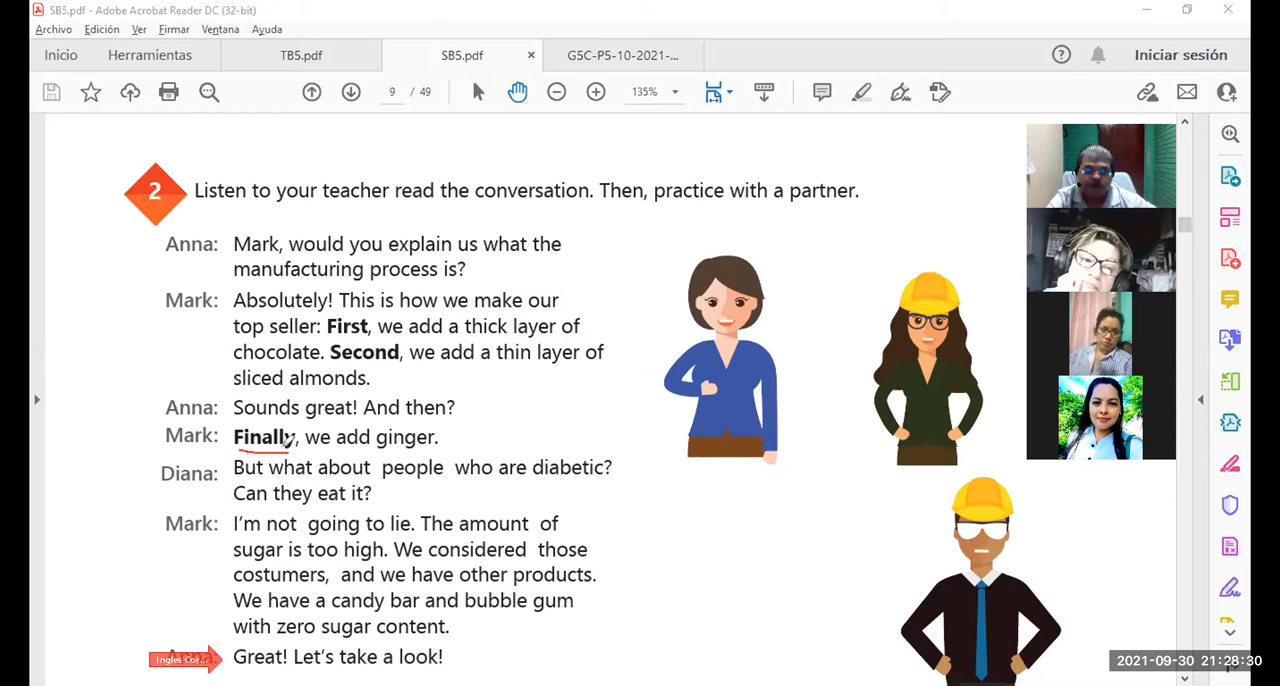 SB5.pdf - Adobe Acrobat Reader DC (32-bit)
Archivo Edición Ver Firmar Ventana Ayuda
Inicio Herramientas TB5.pdf SB5.pdf × G5C-P5-10-2021-... Iniciar sesión
9 / 49 135%
2 Listen to your teacher read the conversation. Then, practice with a partner.
Anna: Mark, would you explain us what the
manufacturing process is?
Mark: Absolutely! This is how we make our
top seller: First, we add a thick layer of
chocolate. Second, we add a thin layer of
sliced almonds.
Anna: Sounds great! And then?
Mark: Finally, we add ginger.
Diana: But what about people who are diabetic?
Can they eat it?
Mark: I'm not going to lie. The amount of
sugar is too high. We considered those
costumers, and we have other products.
We have a candy bar and bubble gum
with zero sugar content.
Anna: Great! Let's take a look!
Ingles Cor...
2021-09-30 21:28:30